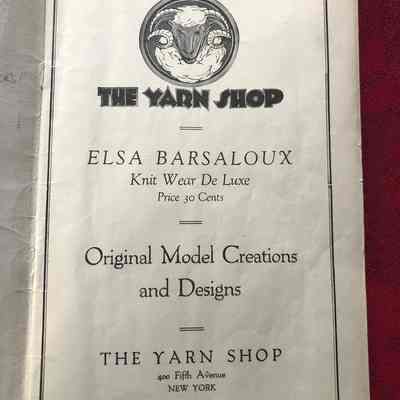 THE YARN SHOP
ELSA BARSALOUX
Knit Wear De Luxe
Price 30 Cents
Original Model Creations
and Designs
THE YARN SHOP
400 Fifth Avenue
NEW YORK